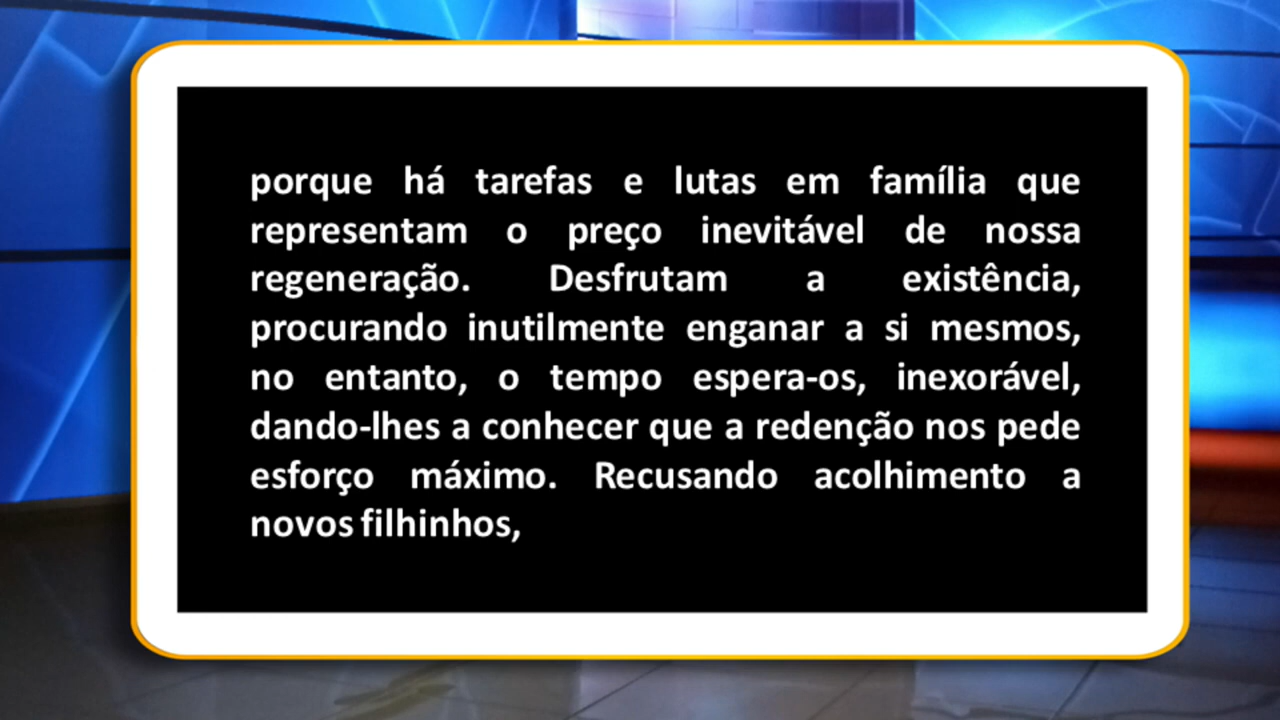 porque há tarefas e lutas em família que
representam o preço inevitável de nossa
regeneração. Desfrutam a existência,
procurando inutilmente enganar a si mesmos,
no entanto, o tempo espera-os, inexorável,
dando-lhes a conhecer que a redenção nos pede
esforço máximo. Recusando acolhimento a
novos filhinhos,